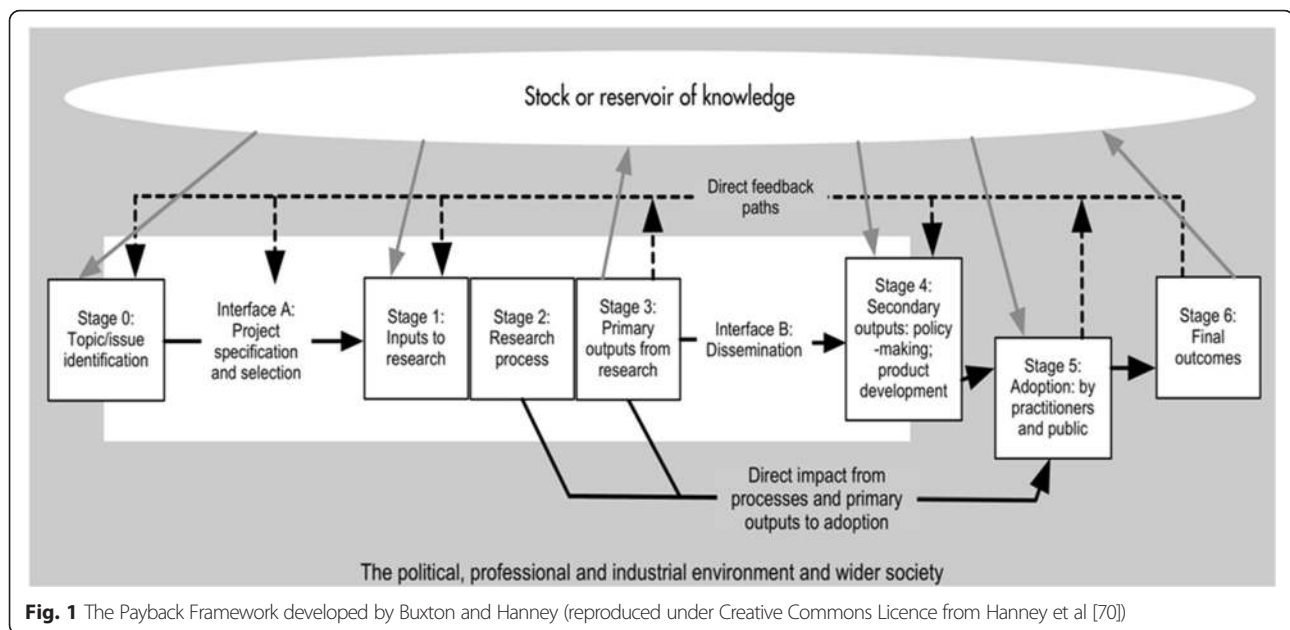 Stock or reservoir of knowledge
Direct feedback
paths
Stage 0:
Topic/issue
identification
Interface A:
Project
specification
and selection
Stage 1:
Inputs to
research
Stage 2:
Research
process
Stage 3:
Primary
outputs from
research
Interface B:
Dissemination
Stage 4:
Secondary
outputs: policy
-making;
product
development
Stage 5:
Adoption: by
practitioners
and public
Stage 6:
Final
outcomes
Direct impact from
processes and primary
outputs to adoption
The political, professional and industrial environment and wider society
Fig. 1 The Payback Framework developed by Buxton and Hanney (reproduced under Creative Commons Licence from Hanney et al [70])